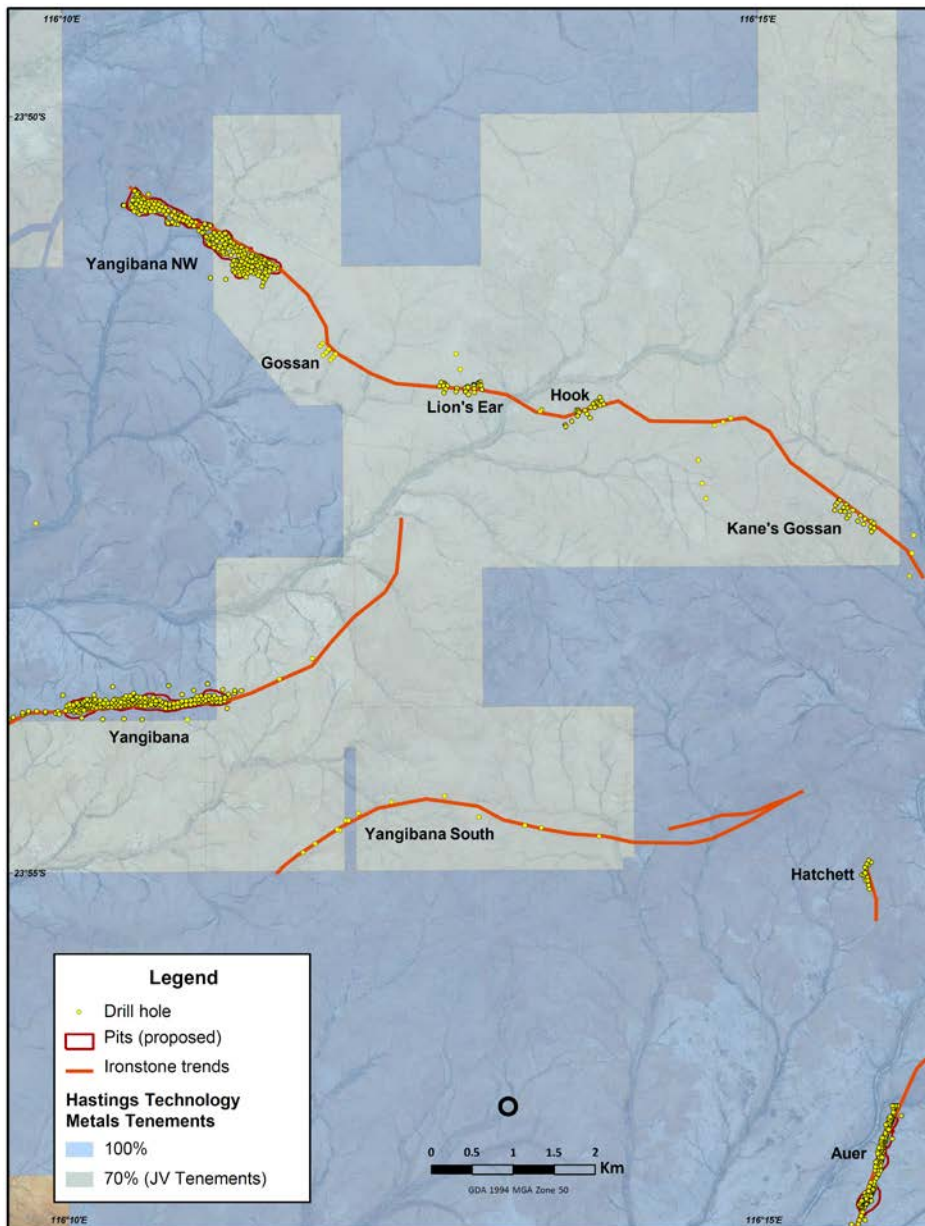 116°10'E
116°15'E
23°50'S
Yangibana NW
Gossan
Lion's Ear
Hook
Kane's Gossan
Yangibana
Yangibana South
23°55'S
Hatchett
Legend
Drill hole
Pits (proposed)
Ironstone trends
Hastings Technology
Metals Tenements
100%
70% (JV Tenements)
0 0.5 1 1.5 2
Km
GDA 1994 MGA Zone 50
Auer
116°10'E
116°15'E